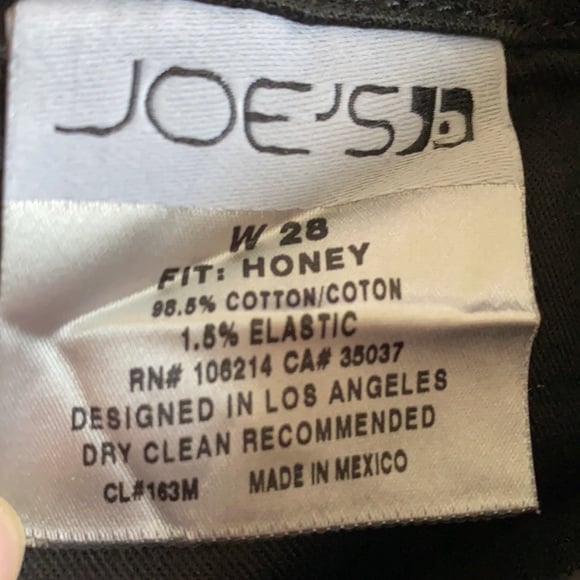 JOE'S Jb
W 28
FIT: HONEY
98.5% COTTON/COTON
1.5% ELASTIC
RN# 106214 CA# 35037
DESIGNED IN LOS ANGELES
DRY CLEAN RECOMMENDED
CL#163M MADE IN MEXICO